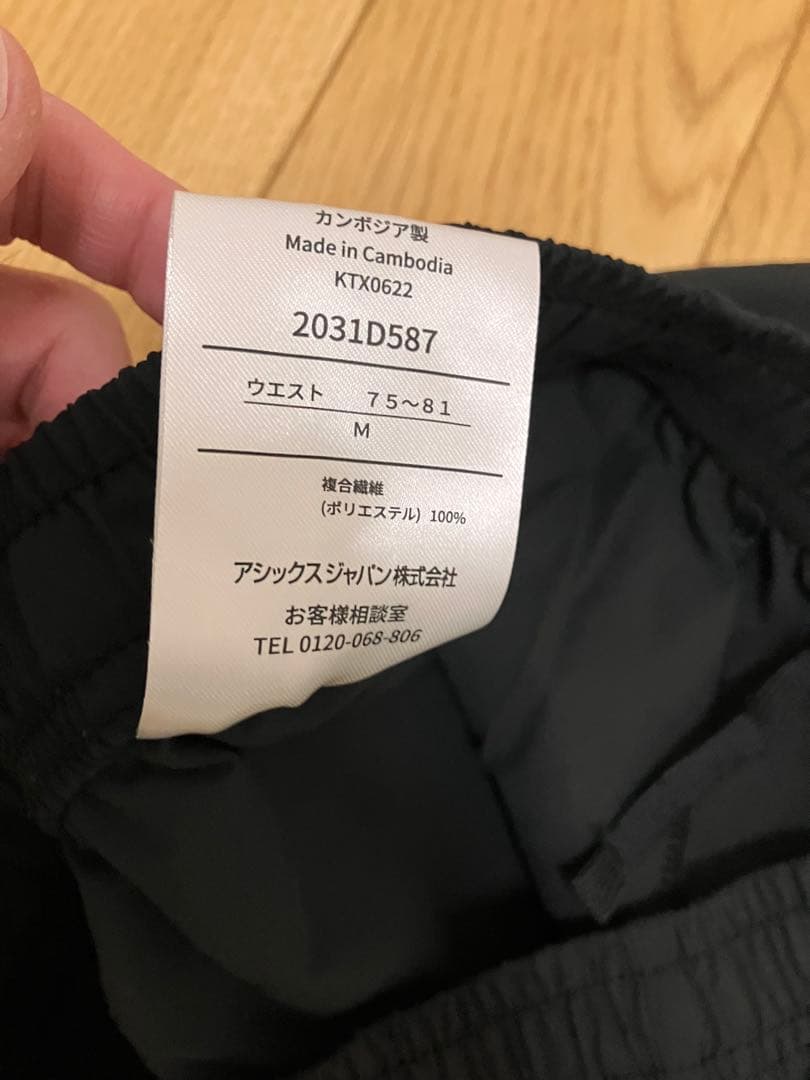 カンボジア製
Made in Cambodia
KTX0622
2031D587
ウエスト　７５～８１
M
複合繊維
(ポリエステル) 100%
アシックスジャパン株式会社
お客様相談室
TEL 0120-068-806